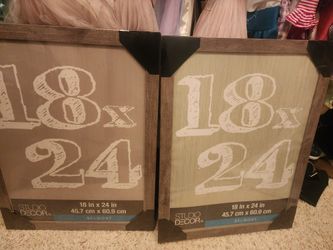 18x
24
18 in x 24 in
45.7 cm x 60.9 cm
STUDIO
DECOR
18x
24
18 in x 24 in
45.7 cm x 60.9 cm
STUDIO
DECOR